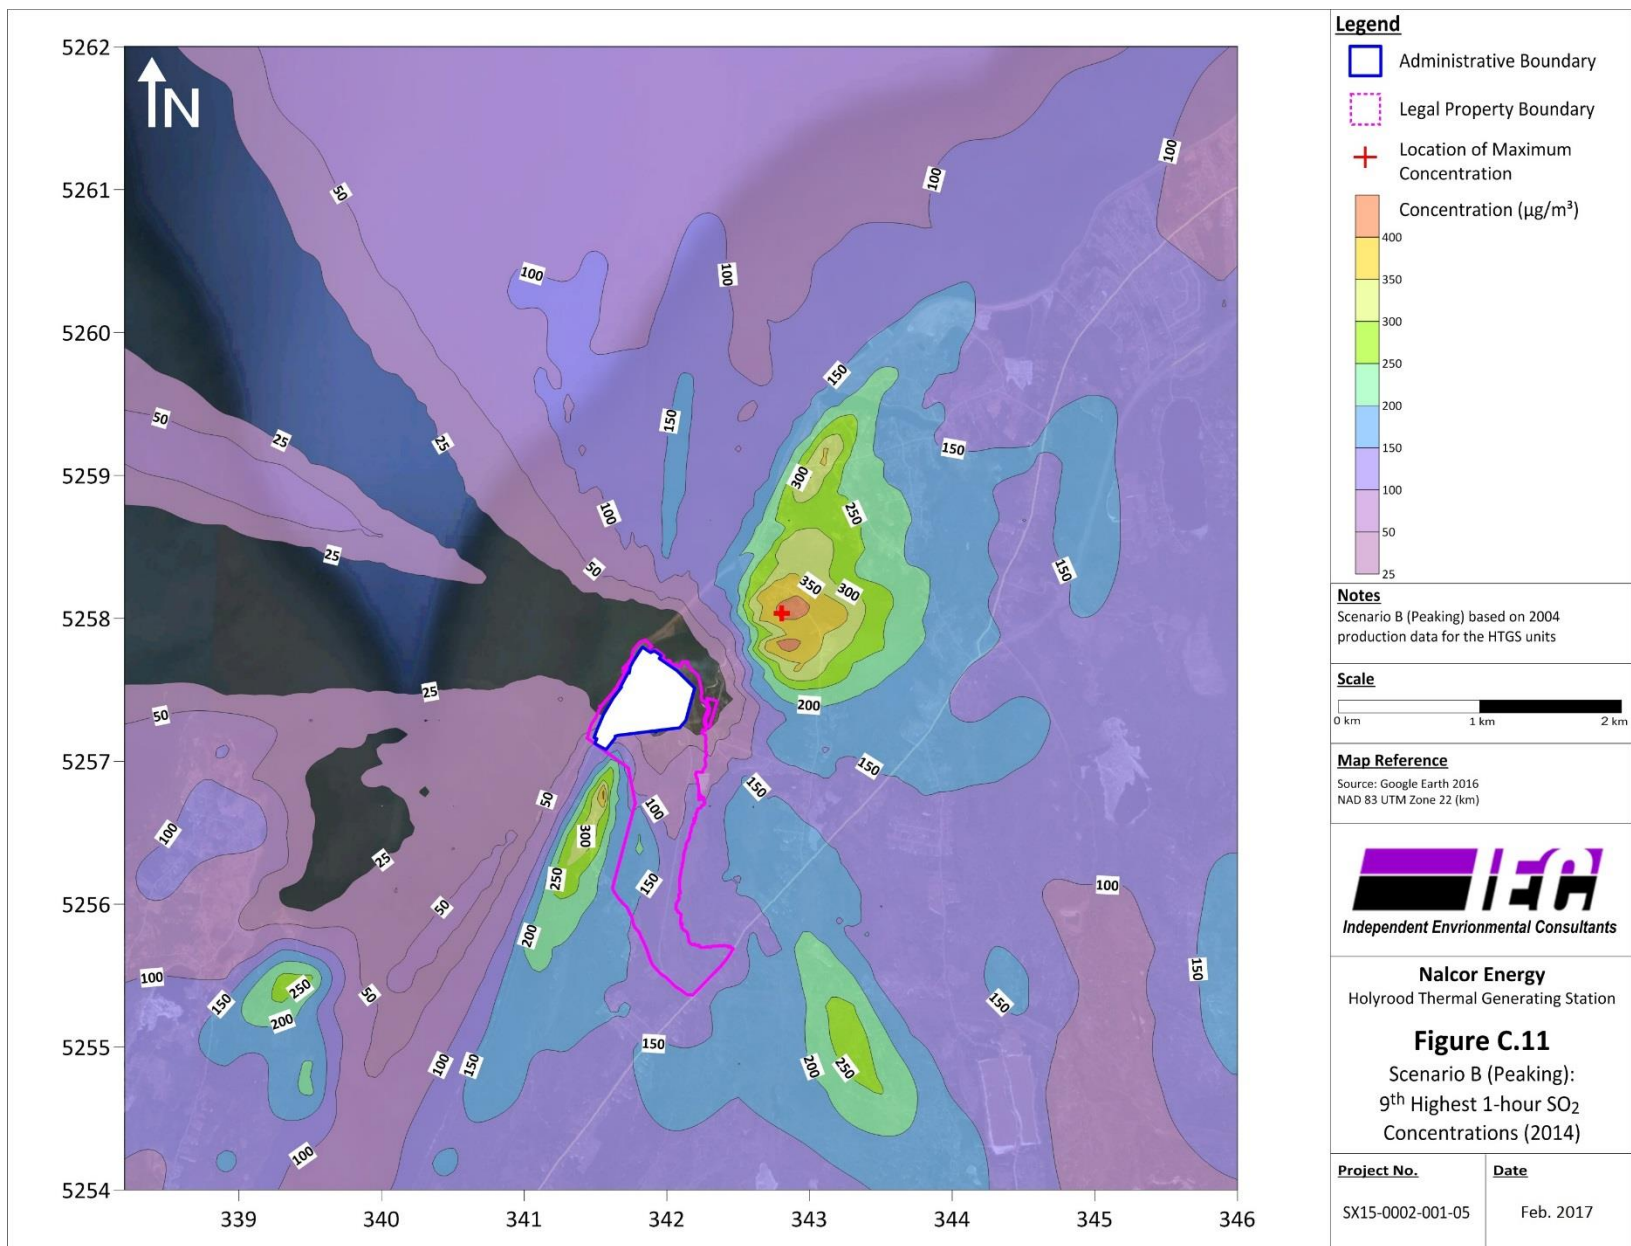 5262
5261
5260
5259
5258
5257
5256
5255
5254
339
340
341
342
343
344
345
346
N
50
100
100
100
100
150
150
50
25
25
25
100
50
300
250
350
300
150
150
200
150
150
25
50
100
25
50
50
300
250
200
100
150
100
150
100
150
250
200
50
100
150
150
200
250
150
100
Legend
Administrative Boundary
Legal Property Boundary
Location of Maximum
Concentration
Concentration (µg/m³)
400
350
300
250
200
150
100
50
25
Notes
Scenario B (Peaking) based on 2004
production data for the HTGS units
Scale
0 km 1 km 2 km
Map Reference
Source: Google Earth 2016
NAD 83 UTM Zone 22 (km)
IEC
Independent Envrionmental Consultants
Nalcor Energy
Holyrood Thermal Generating Station
Figure C.11
Scenario B (Peaking):
9th Highest 1-hour SO2
Concentrations (2014)
Project No. Date
SX15-0002-001-05 Feb. 2017